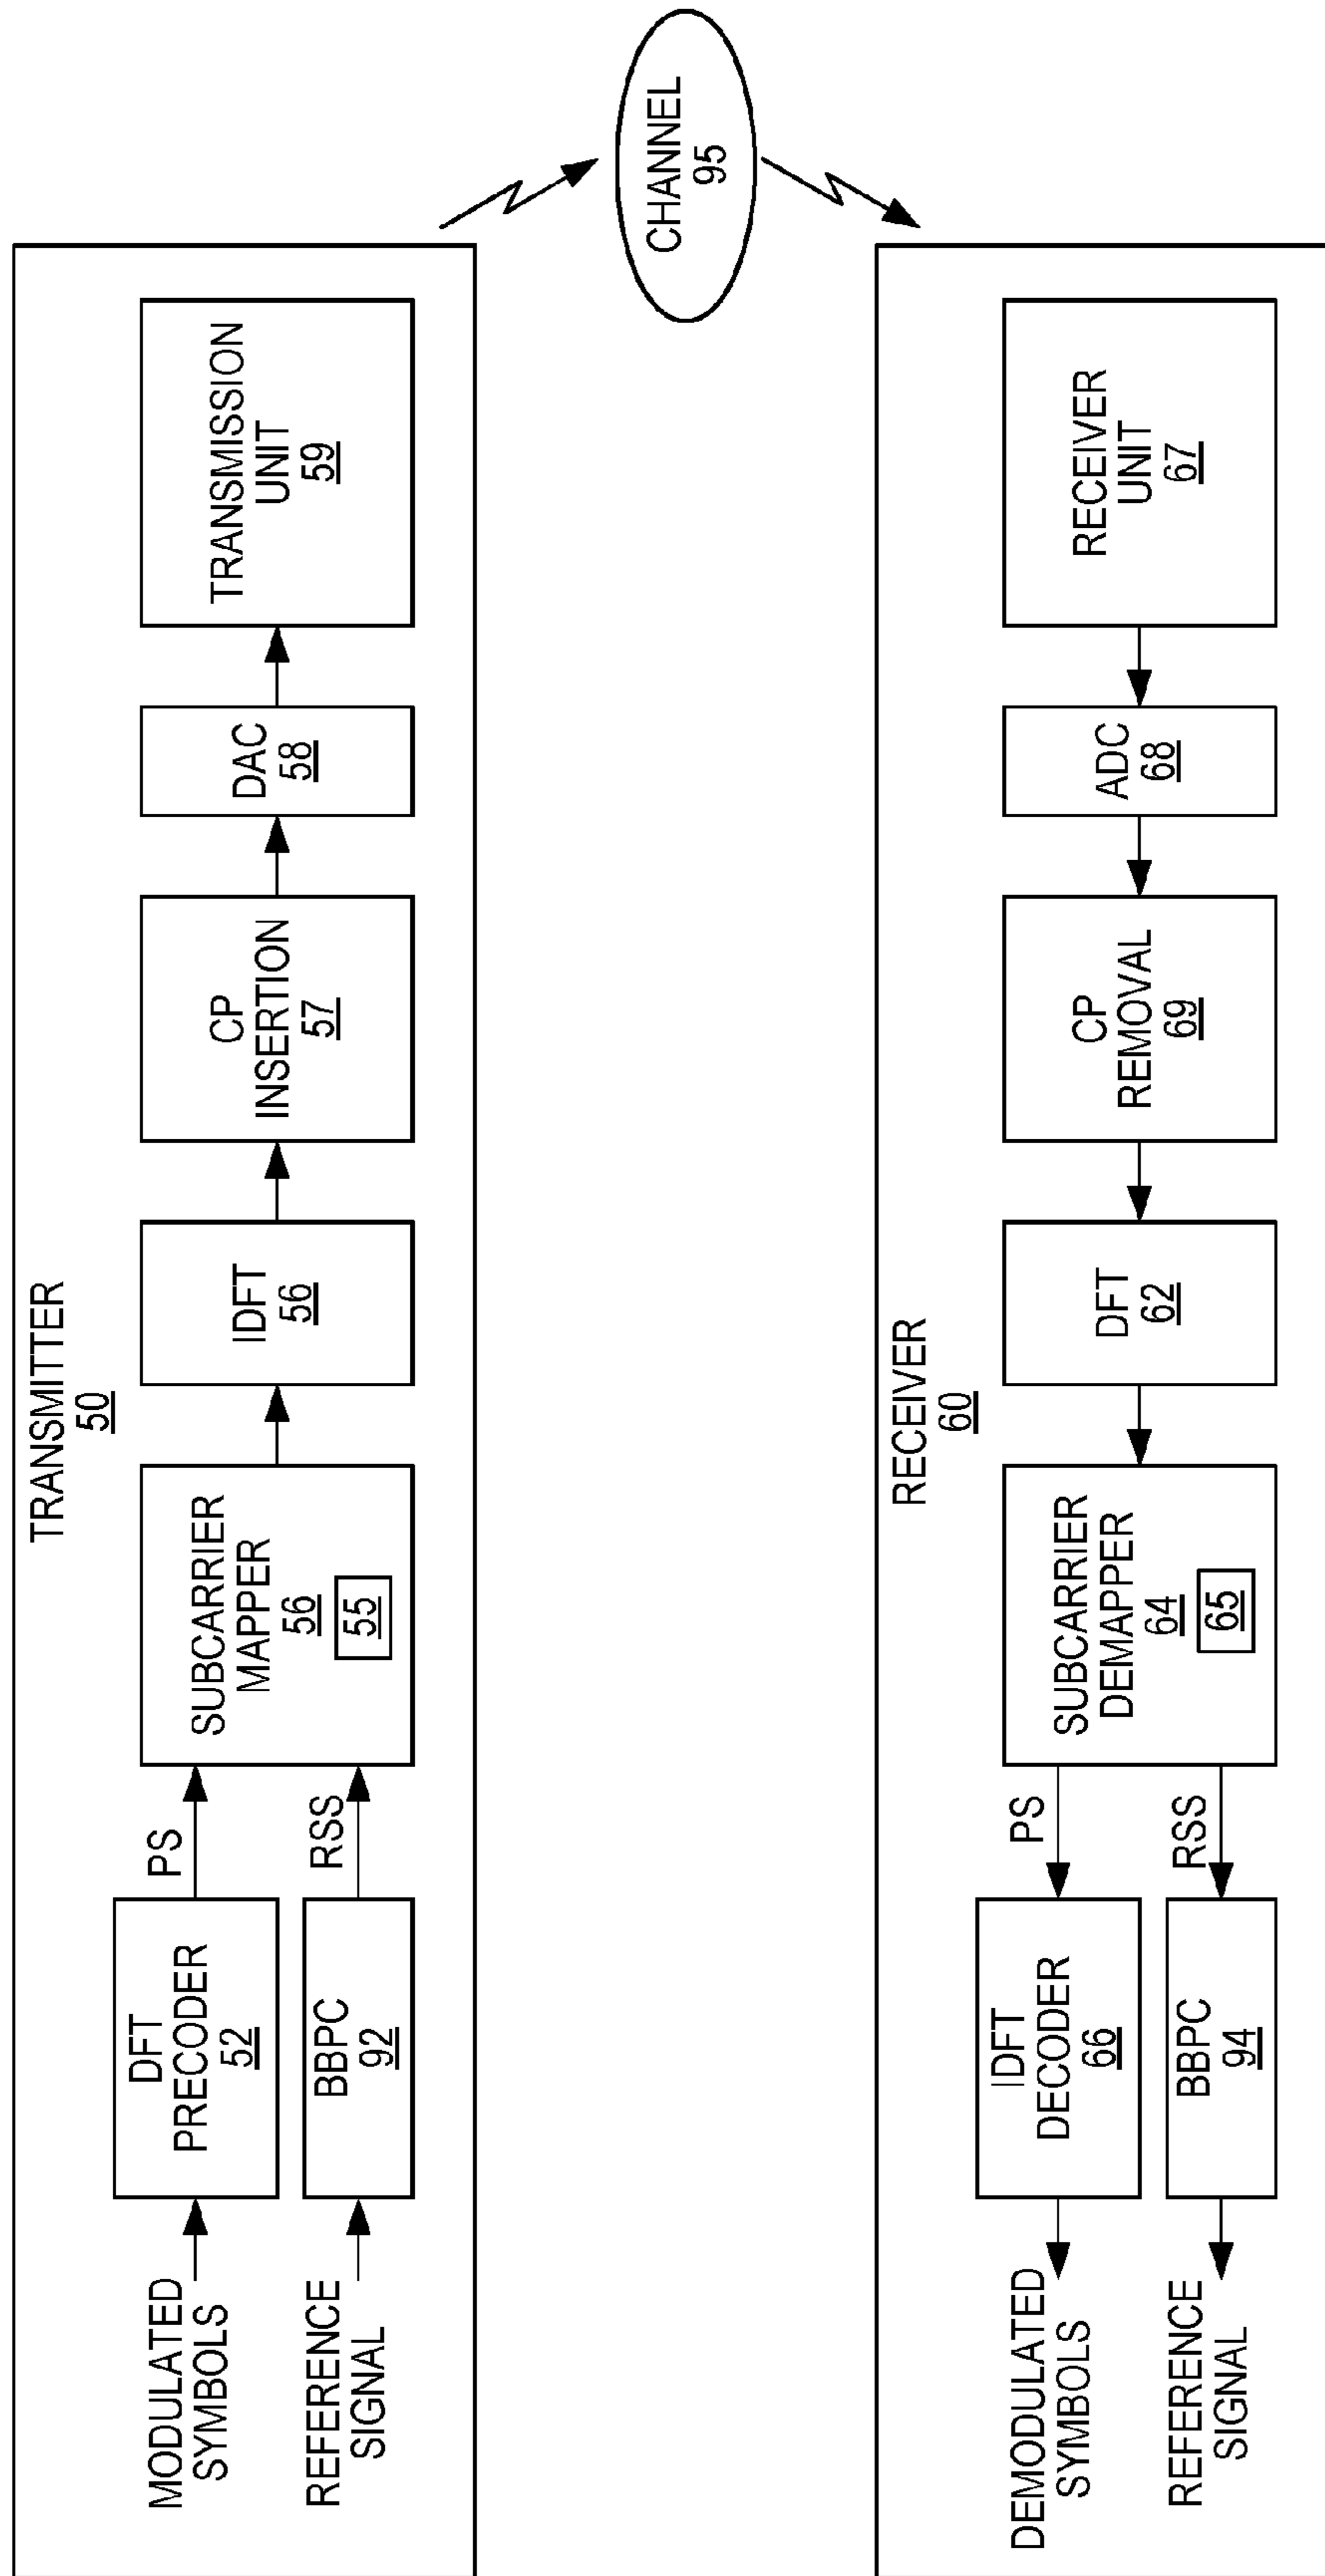 TRANSMITTER
50
MODULATED
SYMBOLS
REFERENCE
SIGNAL
DFT
PRECODER
52
BBPC
92
PS
RSS
SUBCARRIER
MAPPER
56
55
IDFT
56
CP
INSERTION
57
DAC
58
TRANSMISSION
UNIT
59
CHANNEL
95
RECEIVER
60
DEMODULATED
SYMBOLS
REFERENCE
SIGNAL
IDFT
DECODER
66
BBPC
94
PS
RSS
SUBCARRIER
DEMAPPER
64
65
DFT
62
CP
REMOVAL
69
ADC
68
RECEIVER
UNIT
67